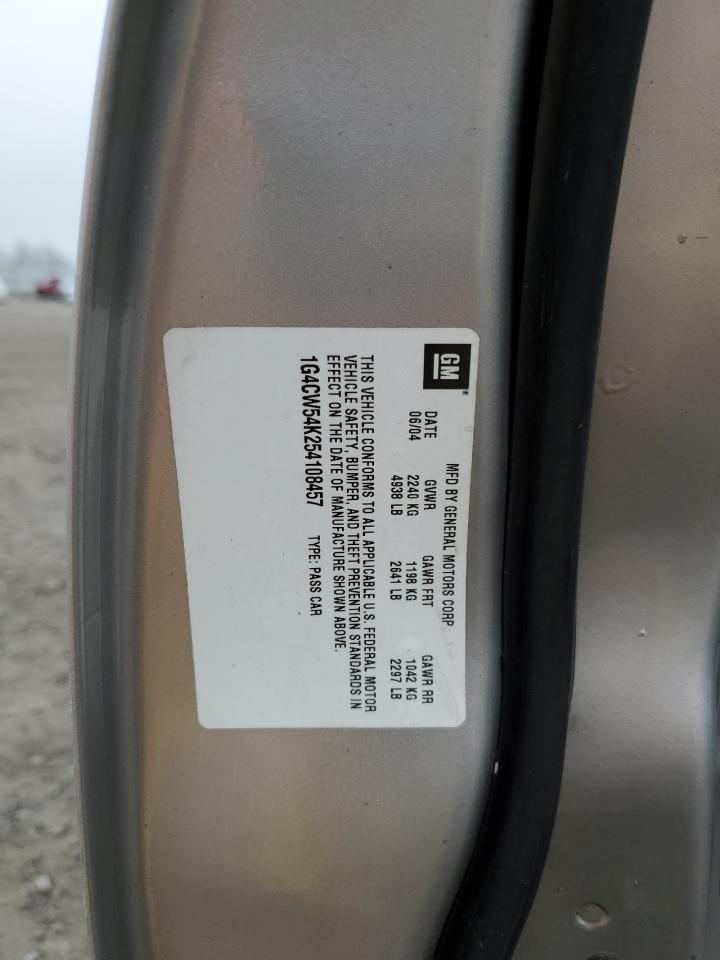 GM®
MFD BY GENERAL MOTORS CORP
DATE GVWR GAWR FRT GAWR RR
06/04 2240 KG 1198 KG 1042 KG
4938 LB 2641 LB 2297 LB
THIS VEHICLE CONFORMS TO ALL APPLICABLE U.S. FEDERAL MOTOR
VEHICLE SAFETY, BUMPER, AND THEFT PREVENTION STANDARDS IN
EFFECT ON THE DATE OF MANUFACTURE SHOWN ABOVE.
1G4CW54K254108457 TYPE: PASS CAR